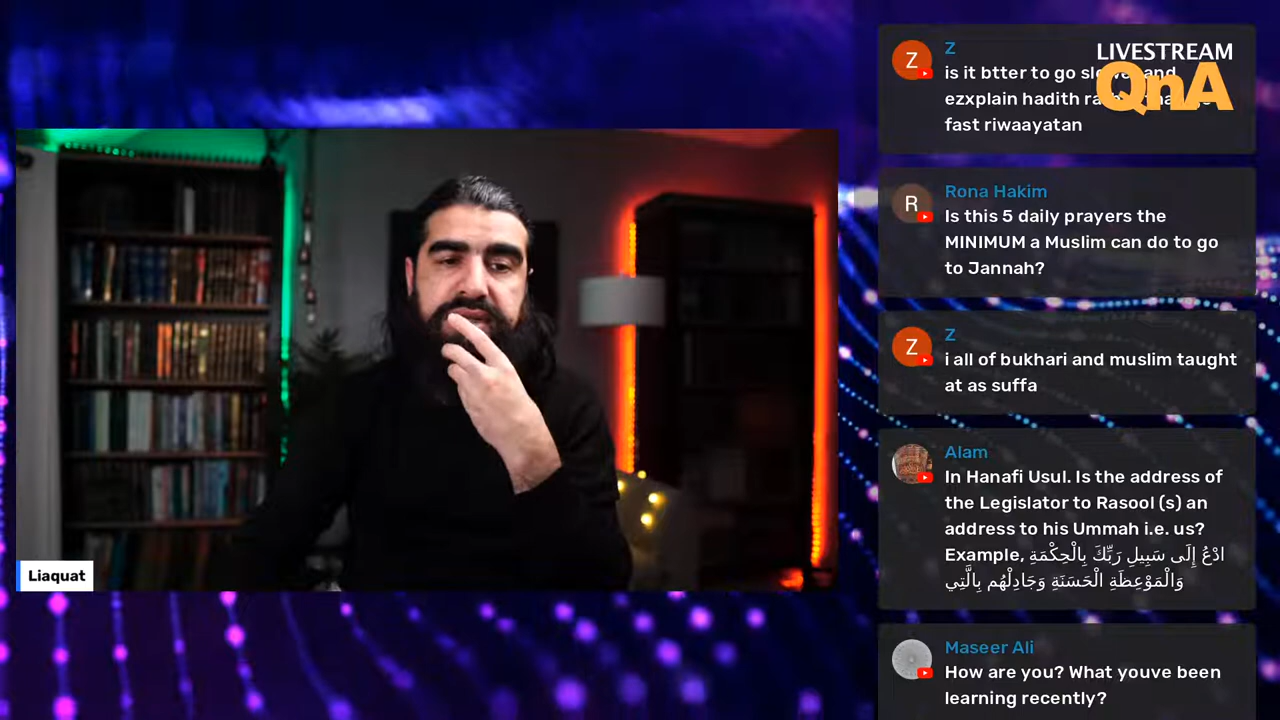 LIVESTREAM
QnA
Z
Z
is it btter to go and
ezxplain hadith
fast riwaayatan
R
Rona Hakim
Is this 5 daily prayers the
MINIMUM a Muslim can do to go
to Jannah?
Z
Z
i all of bukhari and muslim taught
at as suffa
Alam
In Hanafi Usul. Is the address of
the Legislator to Rasool (s) an
address to his Ummah i.e. us?
Example, ادْعُ إِلَى سَبِيلِ رَبِّكَ بِالْحِكْمَةِ
وَالْمَوْعِظَةِ الْحَسَنَةِ وَجَادِلْهُم بِالَّتِي
Maseer Ali
How are you? What youve been
learning recently?
Liaquat